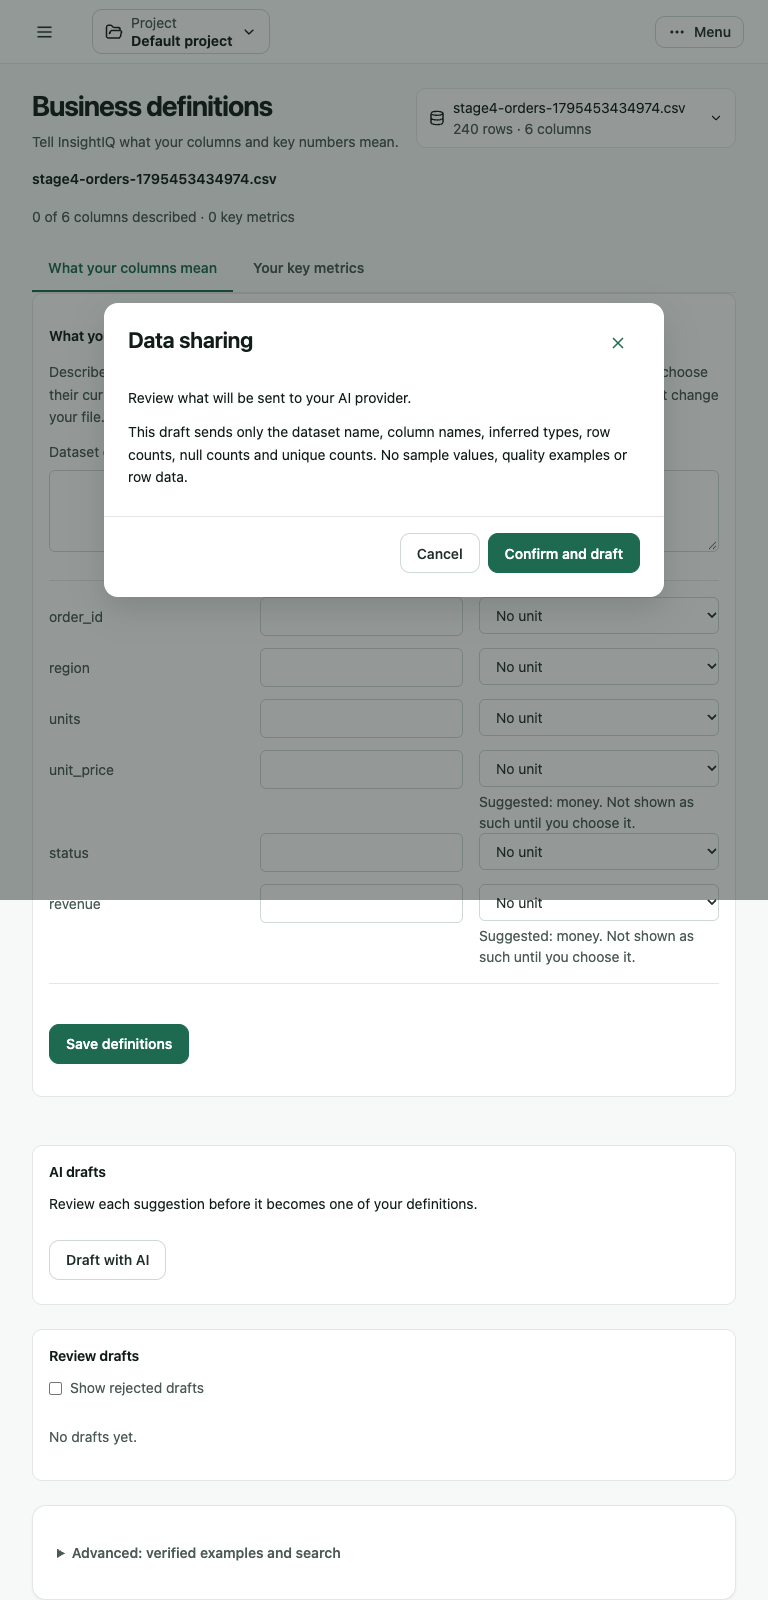 Project
Default project
Menu
Business definitions
Tell InsightIQ what your columns and key numbers mean.
stage4-orders-1795453434974.csv
240 rows · 6 columns
stage4-orders-1795453434974.csv
0 of 6 columns described · 0 key metrics
What your columns mean
Your key metrics
What yo
Data sharing
Describe
choose
their cur
t change
your file.
Review what will be sent to your AI provider.
This draft sends only the dataset name, column names, inferred types, row
counts, null counts and unique counts. No sample values, quality examples or
row data.
Dataset
Cancel
Confirm and draft
order_id
No unit
region
No unit
units
No unit
unit_price
No unit
Suggested: money. Not shown as
such until you choose it.
status
No unit
revenue
No unit
Suggested: money. Not shown as
such until you choose it.
Save definitions
AI drafts
Review each suggestion before it becomes one of your definitions.
Draft with AI
Review drafts
Show rejected drafts
No drafts yet.
Advanced: verified examples and search